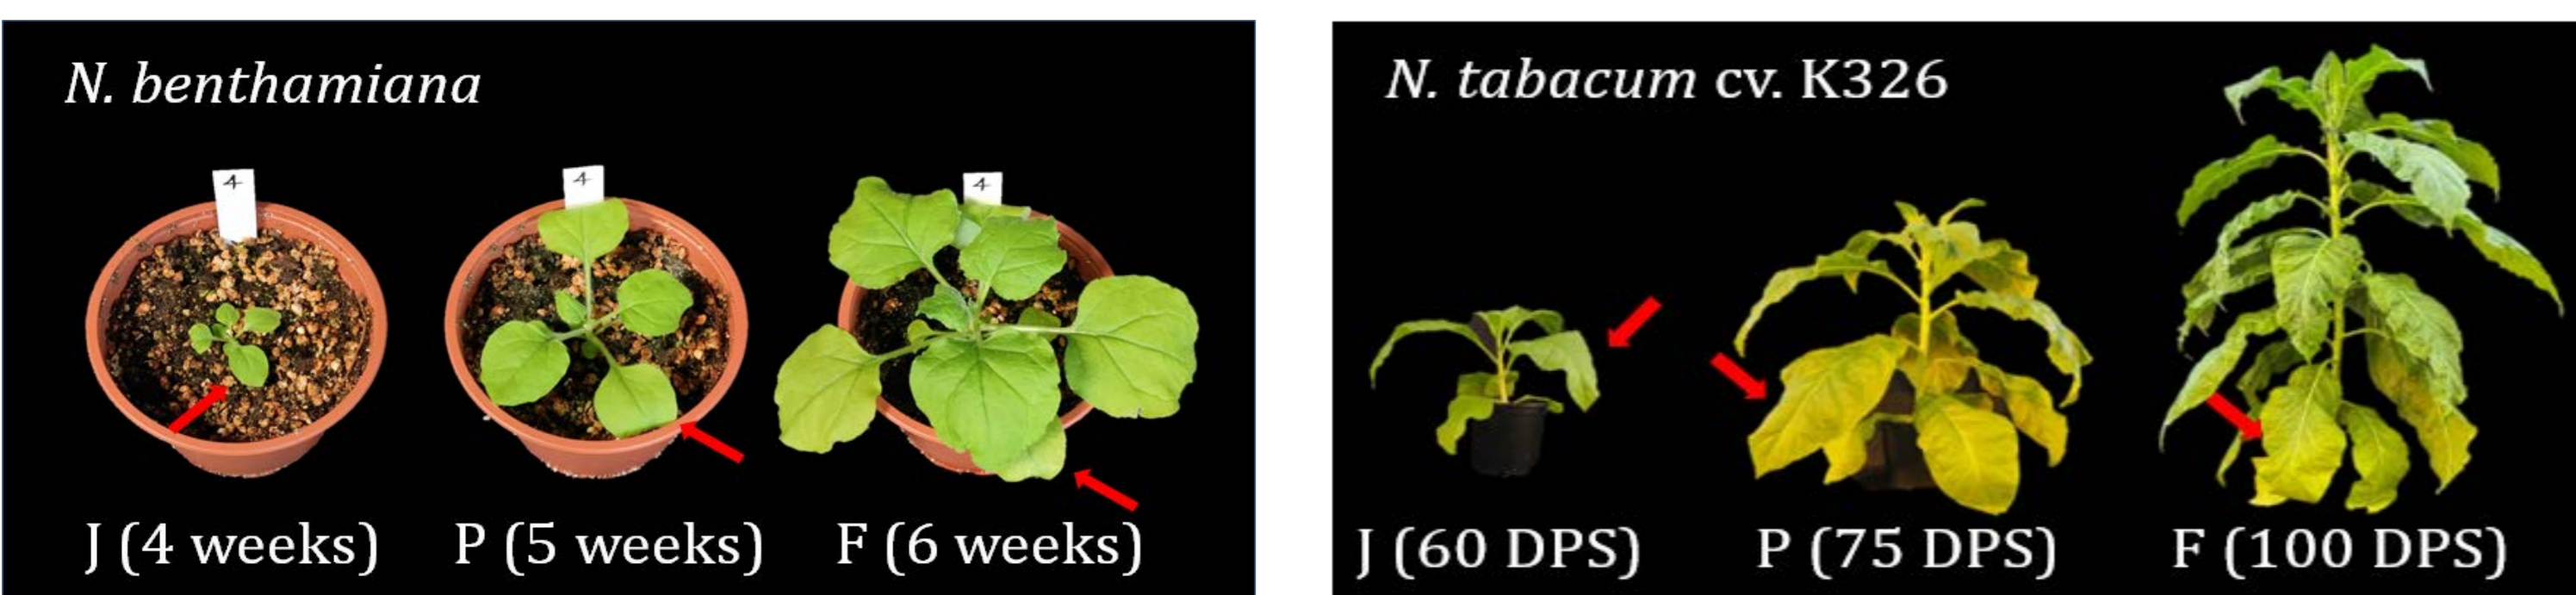 N. benthamiana
4
4
4
J (4 weeks)
P (5 weeks)
F (6 weeks)
N. tabacum cv. K326
J (60 DPS)
P (75 DPS)
F (100 DPS)